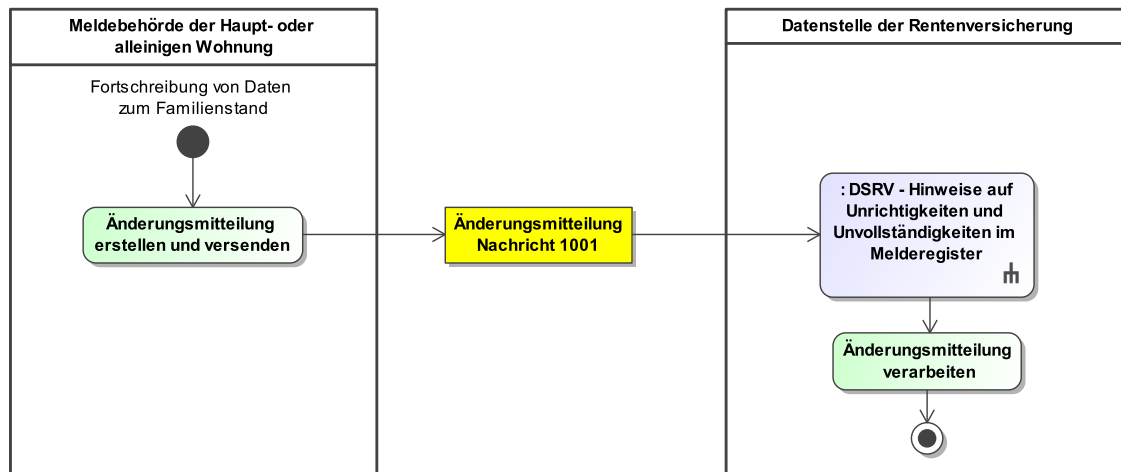 Meldebehörde der Haupt- oder
alleinigen Wohnung
Fortschreibung von Daten
zum Familienstand
Änderungsmitteilung
erstellen und versenden
Änderungsmitteilung
Nachricht 1001
Datenstelle der Rentenversicherung
: DSRV - Hinweise auf
Unrichtigkeiten und
Unvollständigkeiten im
Melderegister
Änderungsmitteilung
verarbeiten